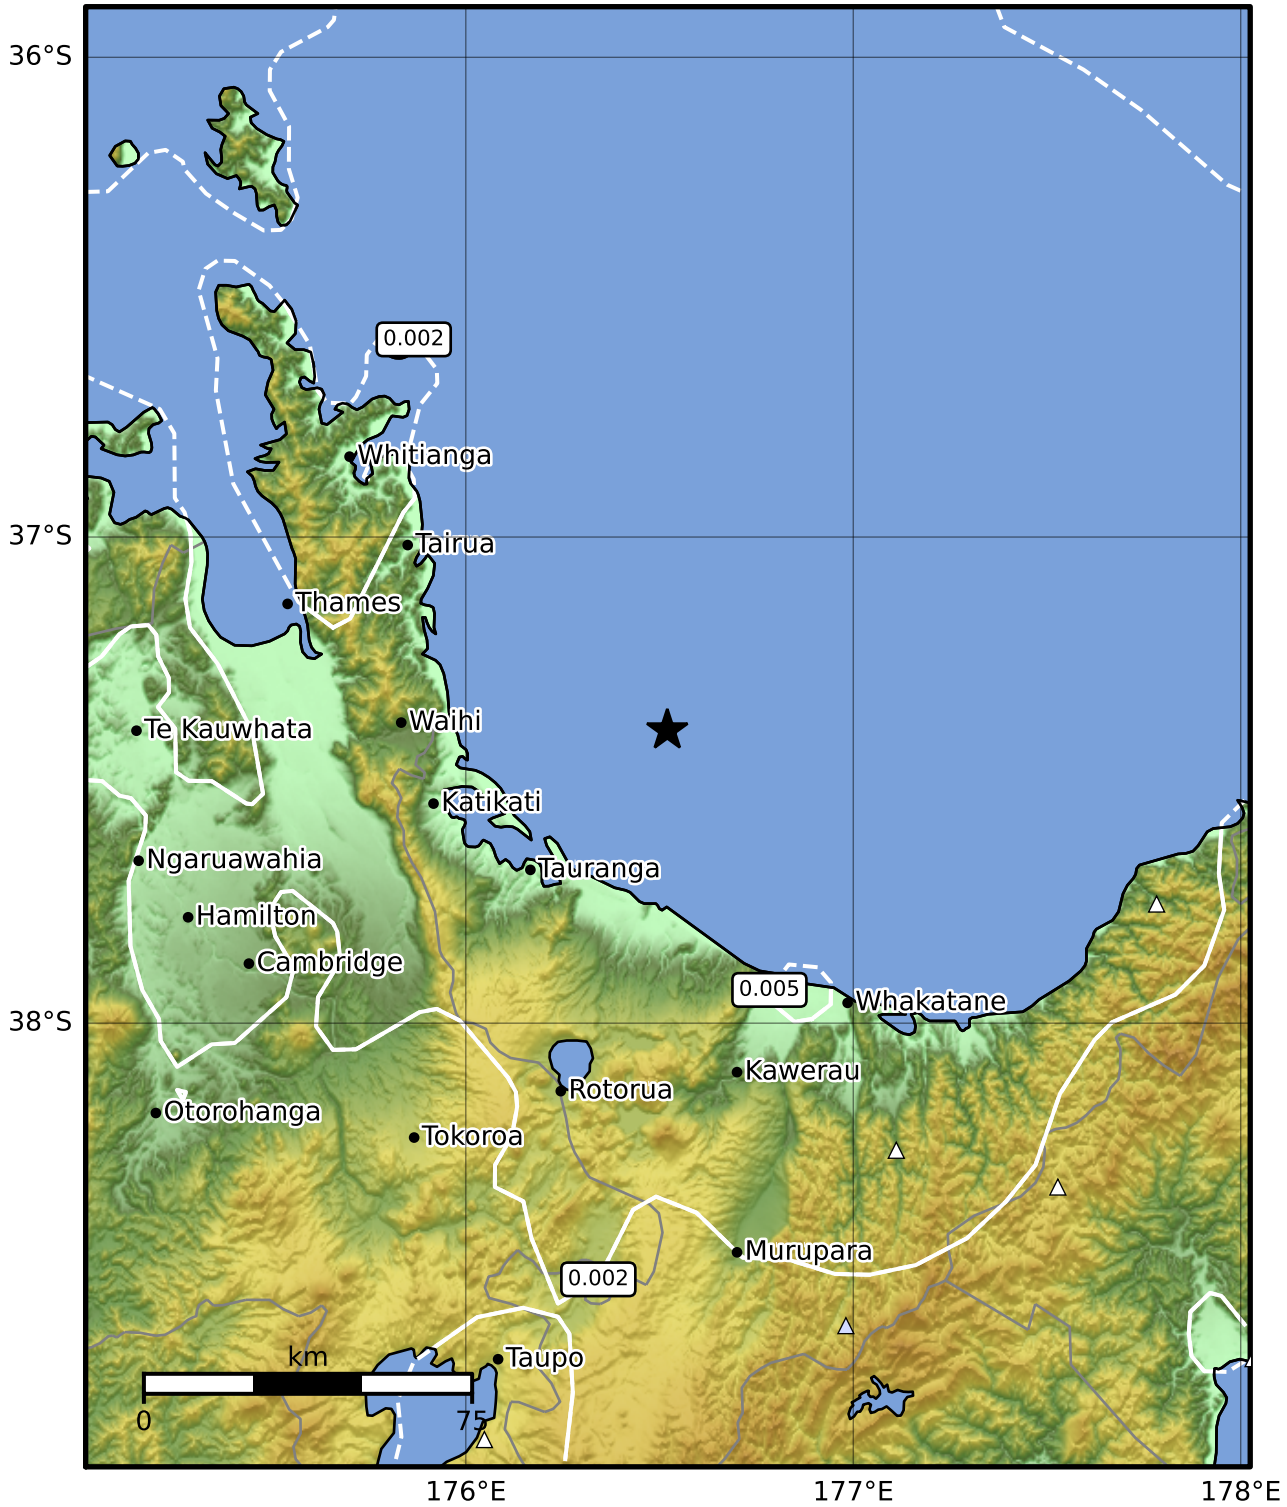 36°S
0.002
Whitianga
37°S
Tairua
Thames
Waihi
Te Kauwhata
Katikati
Ngaruawahia
Tauranga
Hamilton
Cambridge
0.005
Whakatane
38°S
Kawerau
Rotorua
Otorohanga
Tokoroa
Murupara
0.002
km
Taupo
0
75
176°E
177°E
178°E